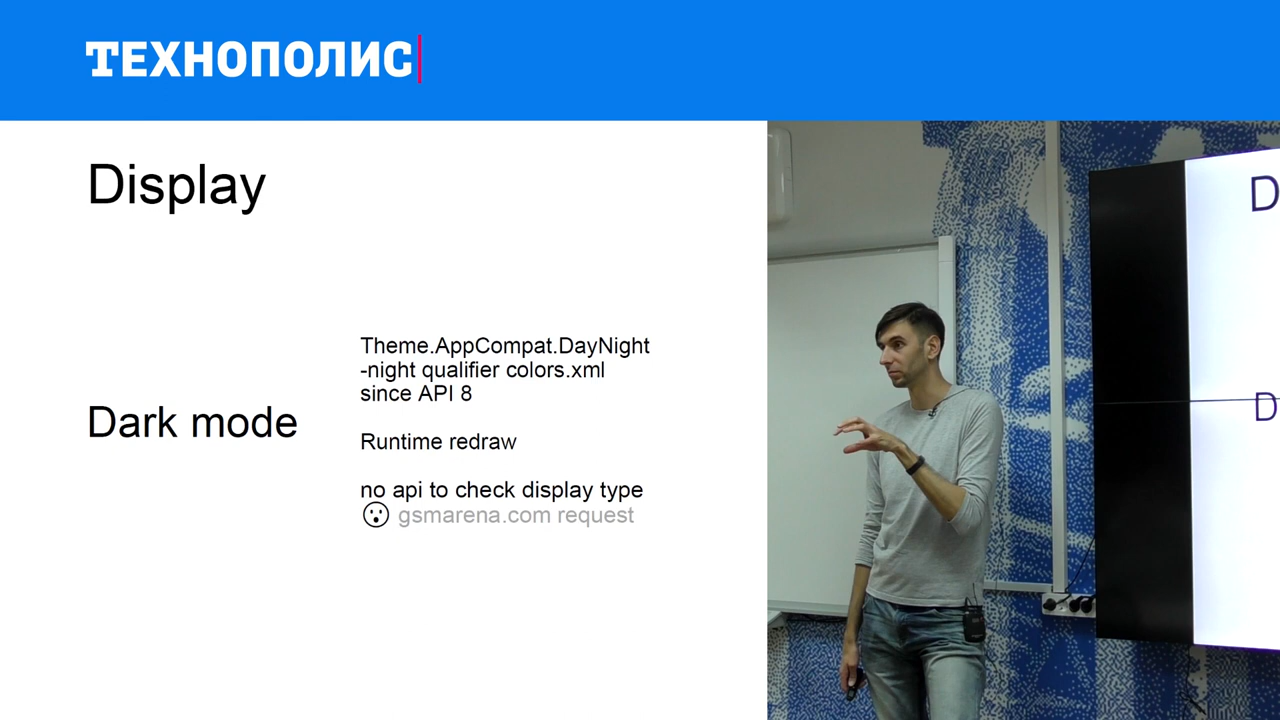 ТЕХНОПОЛИС
Display
Dark mode
Theme.AppCompat.DayNight
-night qualifier colors.xml
since API 8
Runtime redraw
no api to check display type
😮 gsmarena.com request
D
D